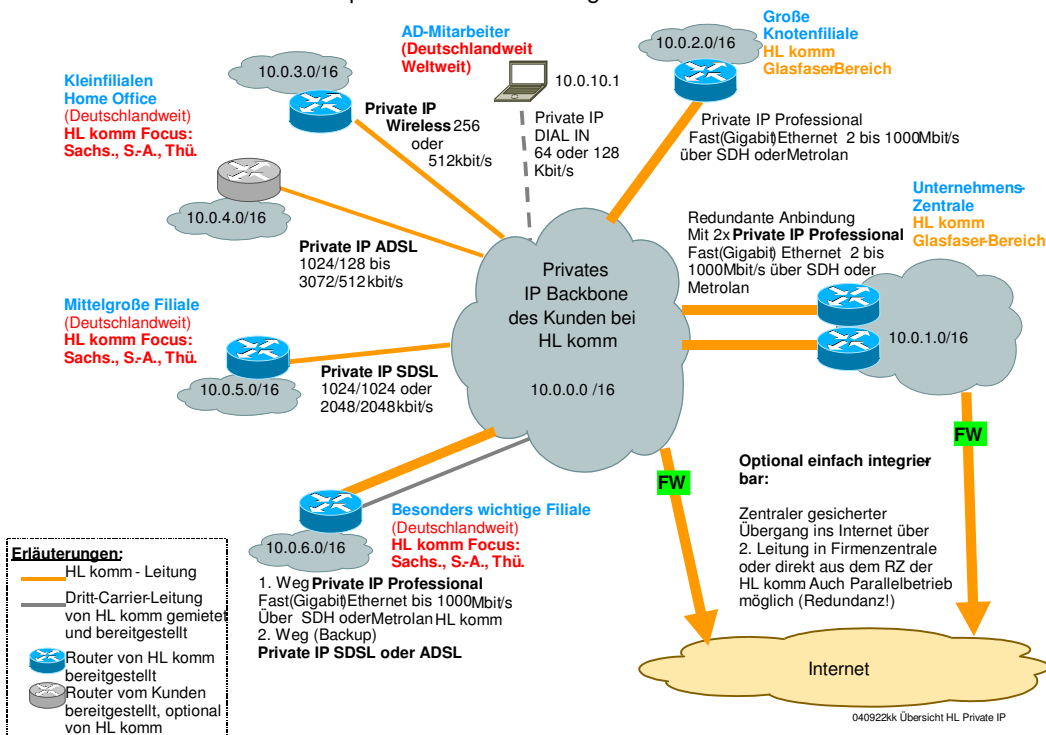 AD-Mitarbeiter
(Deutschlandweit
Weltweit)
10.0.10.1
Private IP
DIAL IN
64 oder 128
Kbit/s
Große
Knotenfiliale
HL komm
Glasfaser-Bereich
10.0.2.0/16
Private IP Professional
Fast(Gigabit)Ethernet 2 bis 1000Mbit/s
über SDH oder Metrolan
Kleinfilialen
Home Office
(Deutschlandweit)
HL komm Focus:
Sachs., S.-A., Thü.
10.0.3.0/16
Private IP
Wireless 256
oder
512kbit/s
10.0.4.0/16
Private IP ADSL
1024/128 bis
3072/512 kbit/s
Unternehmens-
Zentrale
HL komm
Glasfaser-Bereich
Redundante Anbindung
Mit 2x Private IP Professional
Fast(Gigabit) Ethernet 2 bis
1000Mbit/s über SDH oder
Metrolan
10.0.1.0/16
Privates
IP Backbone
des Kunden bei
HL komm
10.0.0.0 /16
Mittelgroße Filiale
(Deutschlandweit)
HL komm Focus:
Sachs., S.-A., Thü.
10.0.5.0/16
Private IP SDSL
1024/1024 oder
2048/2048 kbit/s
FW
FW
Optional einfach integrier-
bar:
Zentraler gesicherter
Übergang ins Internet über
2. Leitung in Firmenzentrale
oder direkt aus dem RZ der
HL komm Auch Parallelbetrieb
möglich (Redundanz!)
Besonders wichtige Filiale
(Deutschlandweit)
HL komm Focus:
Sachs., S.-A., Thü.
10.0.6.0/16
1. Weg Private IP Professional
Fast(Gigabit)Ethernet bis 1000Mbit/s
Über SDH oder Metrolan HL komm
2. Weg (Backup)
Private IP SDSL oder ADSL
Erläuterungen:
HL komm - Leitung
Dritt-Carrier-Leitung
von HL komm gemietet
und bereitgestellt
Router von HL komm
bereitgestellt
Router vom Kunden
bereitgestellt, optional
von HL komm
Internet
040922kk Übersicht HL Private IP